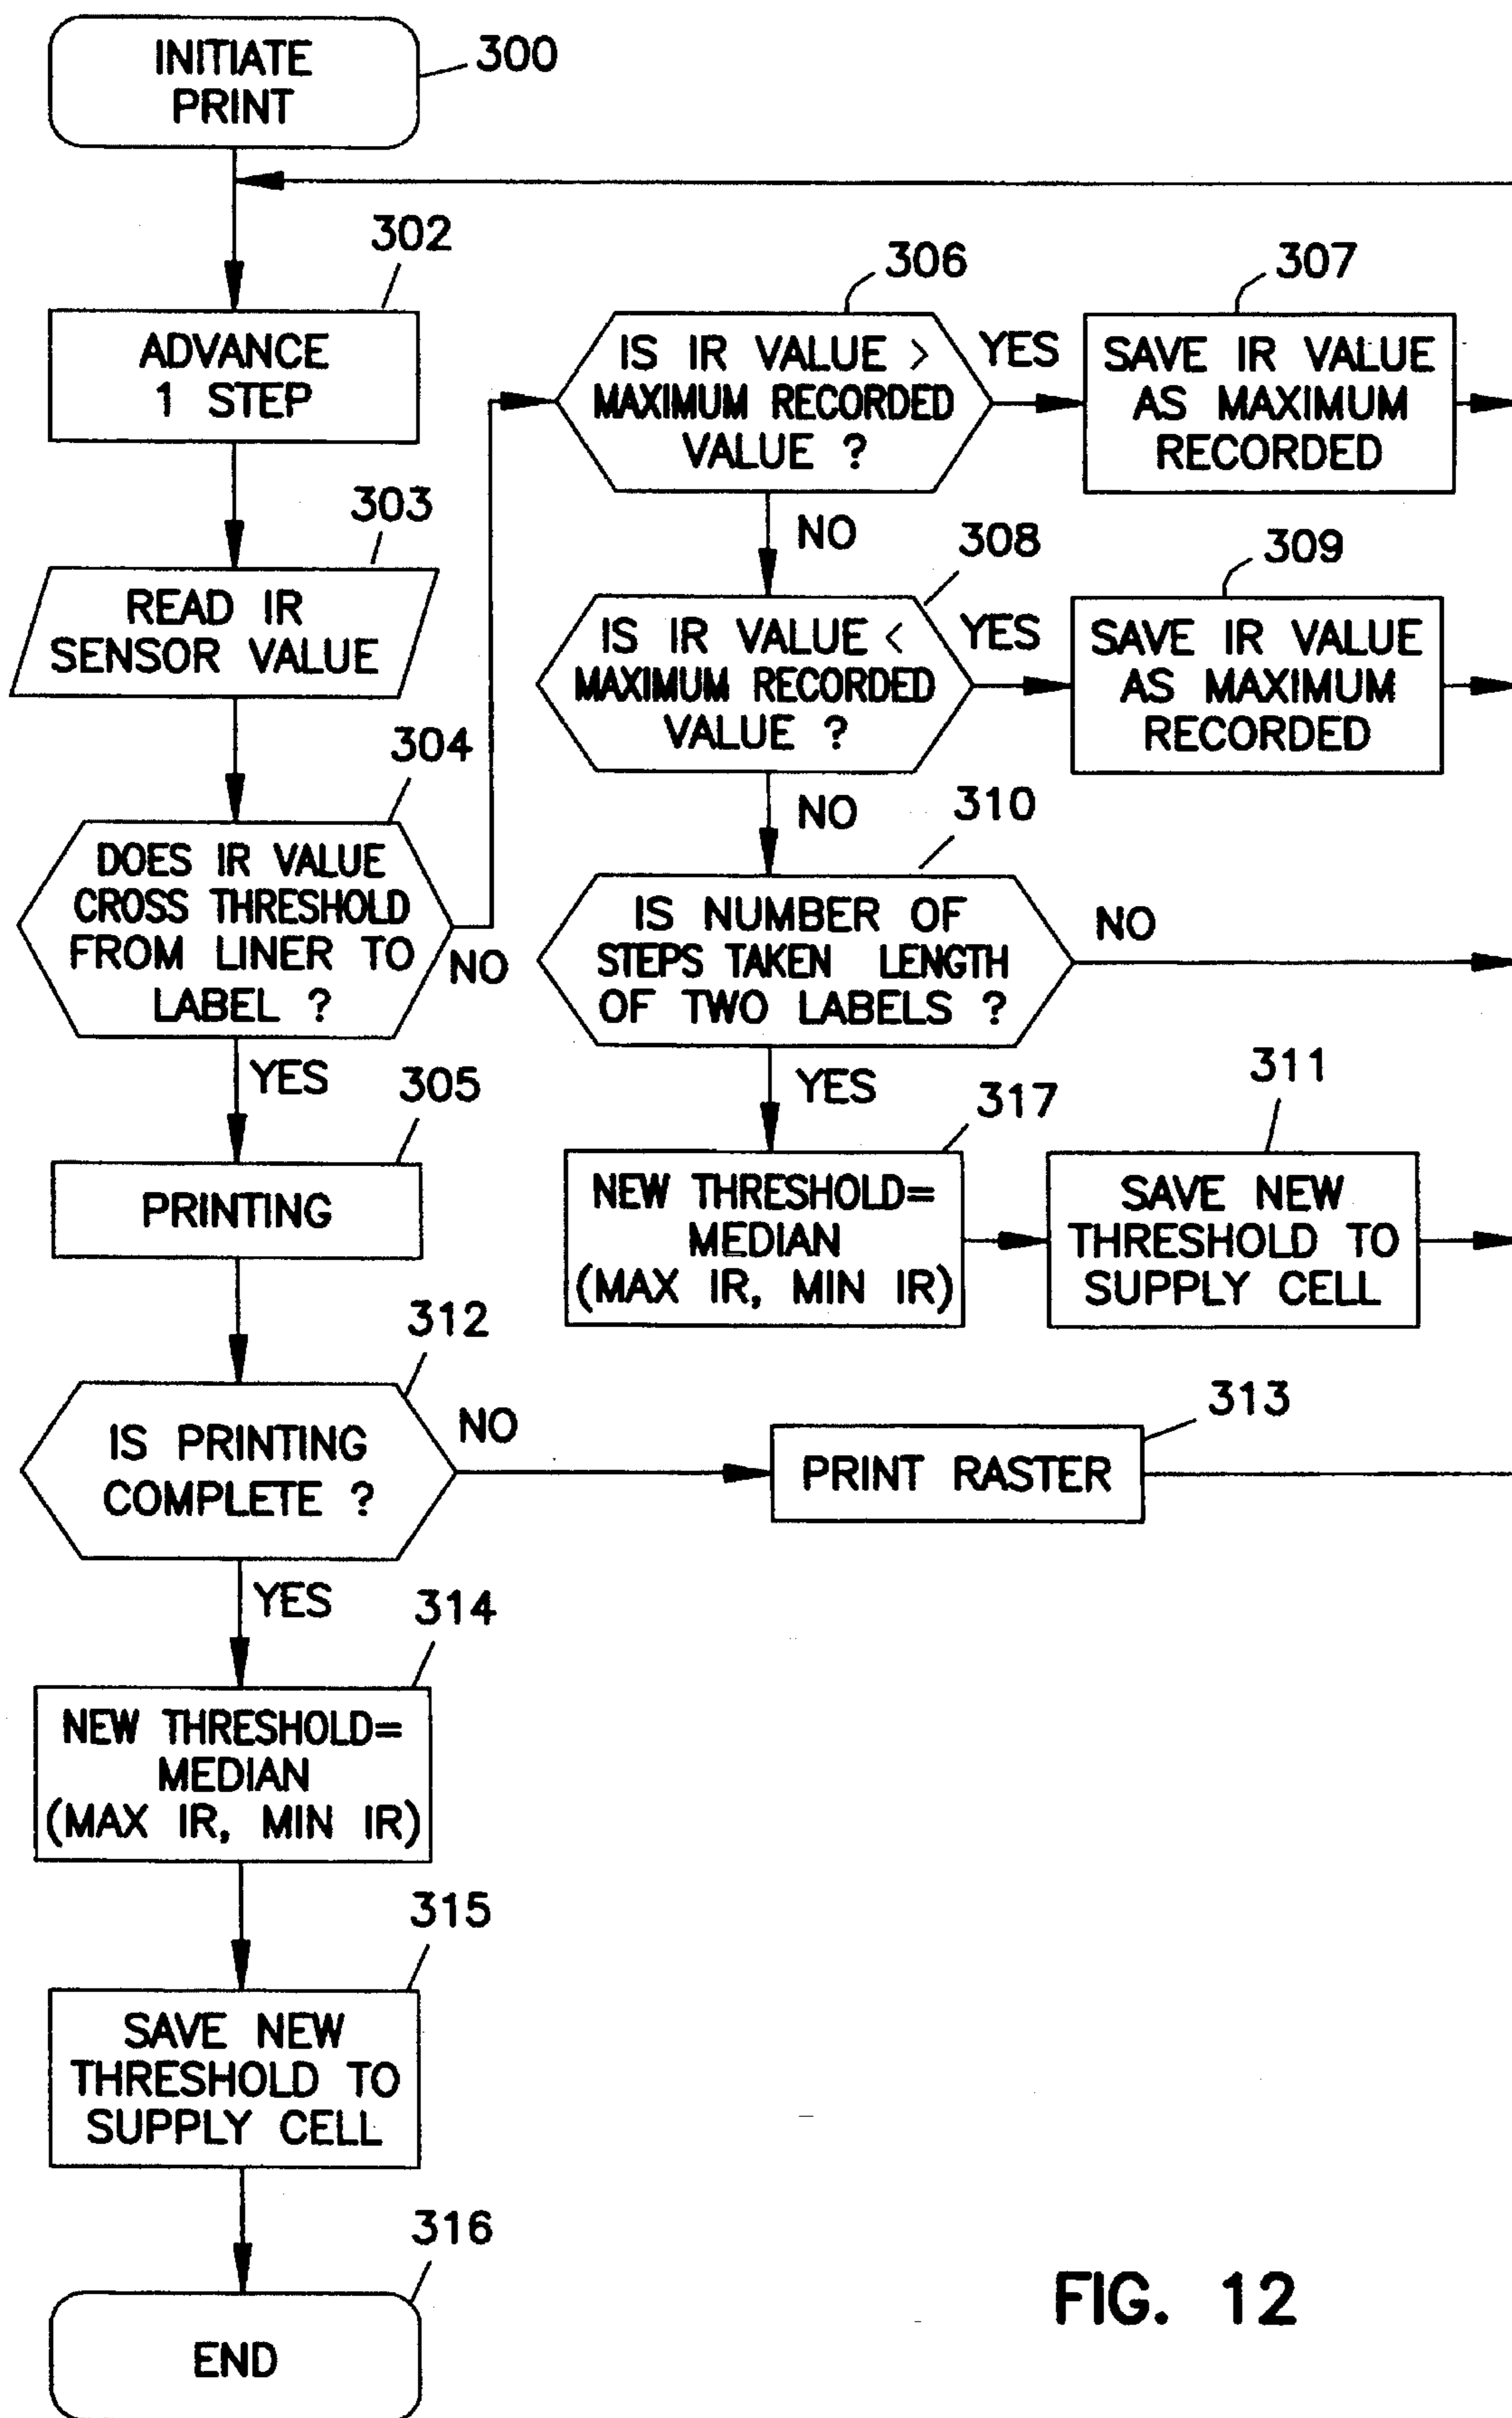 INITIATE
PRINT
300
302
ADVANCE
1 STEP
303
READ IR
SENSOR VALUE
304
DOES IR VALUE
CROSS THRESHOLD
FROM LINER TO
LABEL ?
NO
YES
305
PRINTING
312
IS PRINTING
COMPLETE ?
NO
YES
313
PRINT RASTER
314
NEW THRESHOLD=
MEDIAN
(MAX IR, MIN IR)
315
SAVE NEW
THRESHOLD TO
SUPPLY CELL
316
END
306
IS IR VALUE >
MAXIMUM RECORDED
VALUE ?
YES
NO
307
SAVE IR VALUE
AS MAXIMUM
RECORDED
308
IS IR VALUE <
MAXIMUM RECORDED
VALUE ?
YES
NO
309
SAVE IR VALUE
AS MAXIMUM
RECORDED
310
IS NUMBER OF
STEPS TAKEN LENGTH
OF TWO LABELS ?
NO
YES
317
NEW THRESHOLD=
MEDIAN
(MAX IR, MIN IR)
311
SAVE NEW
THRESHOLD TO
SUPPLY CELL
FIG. 12